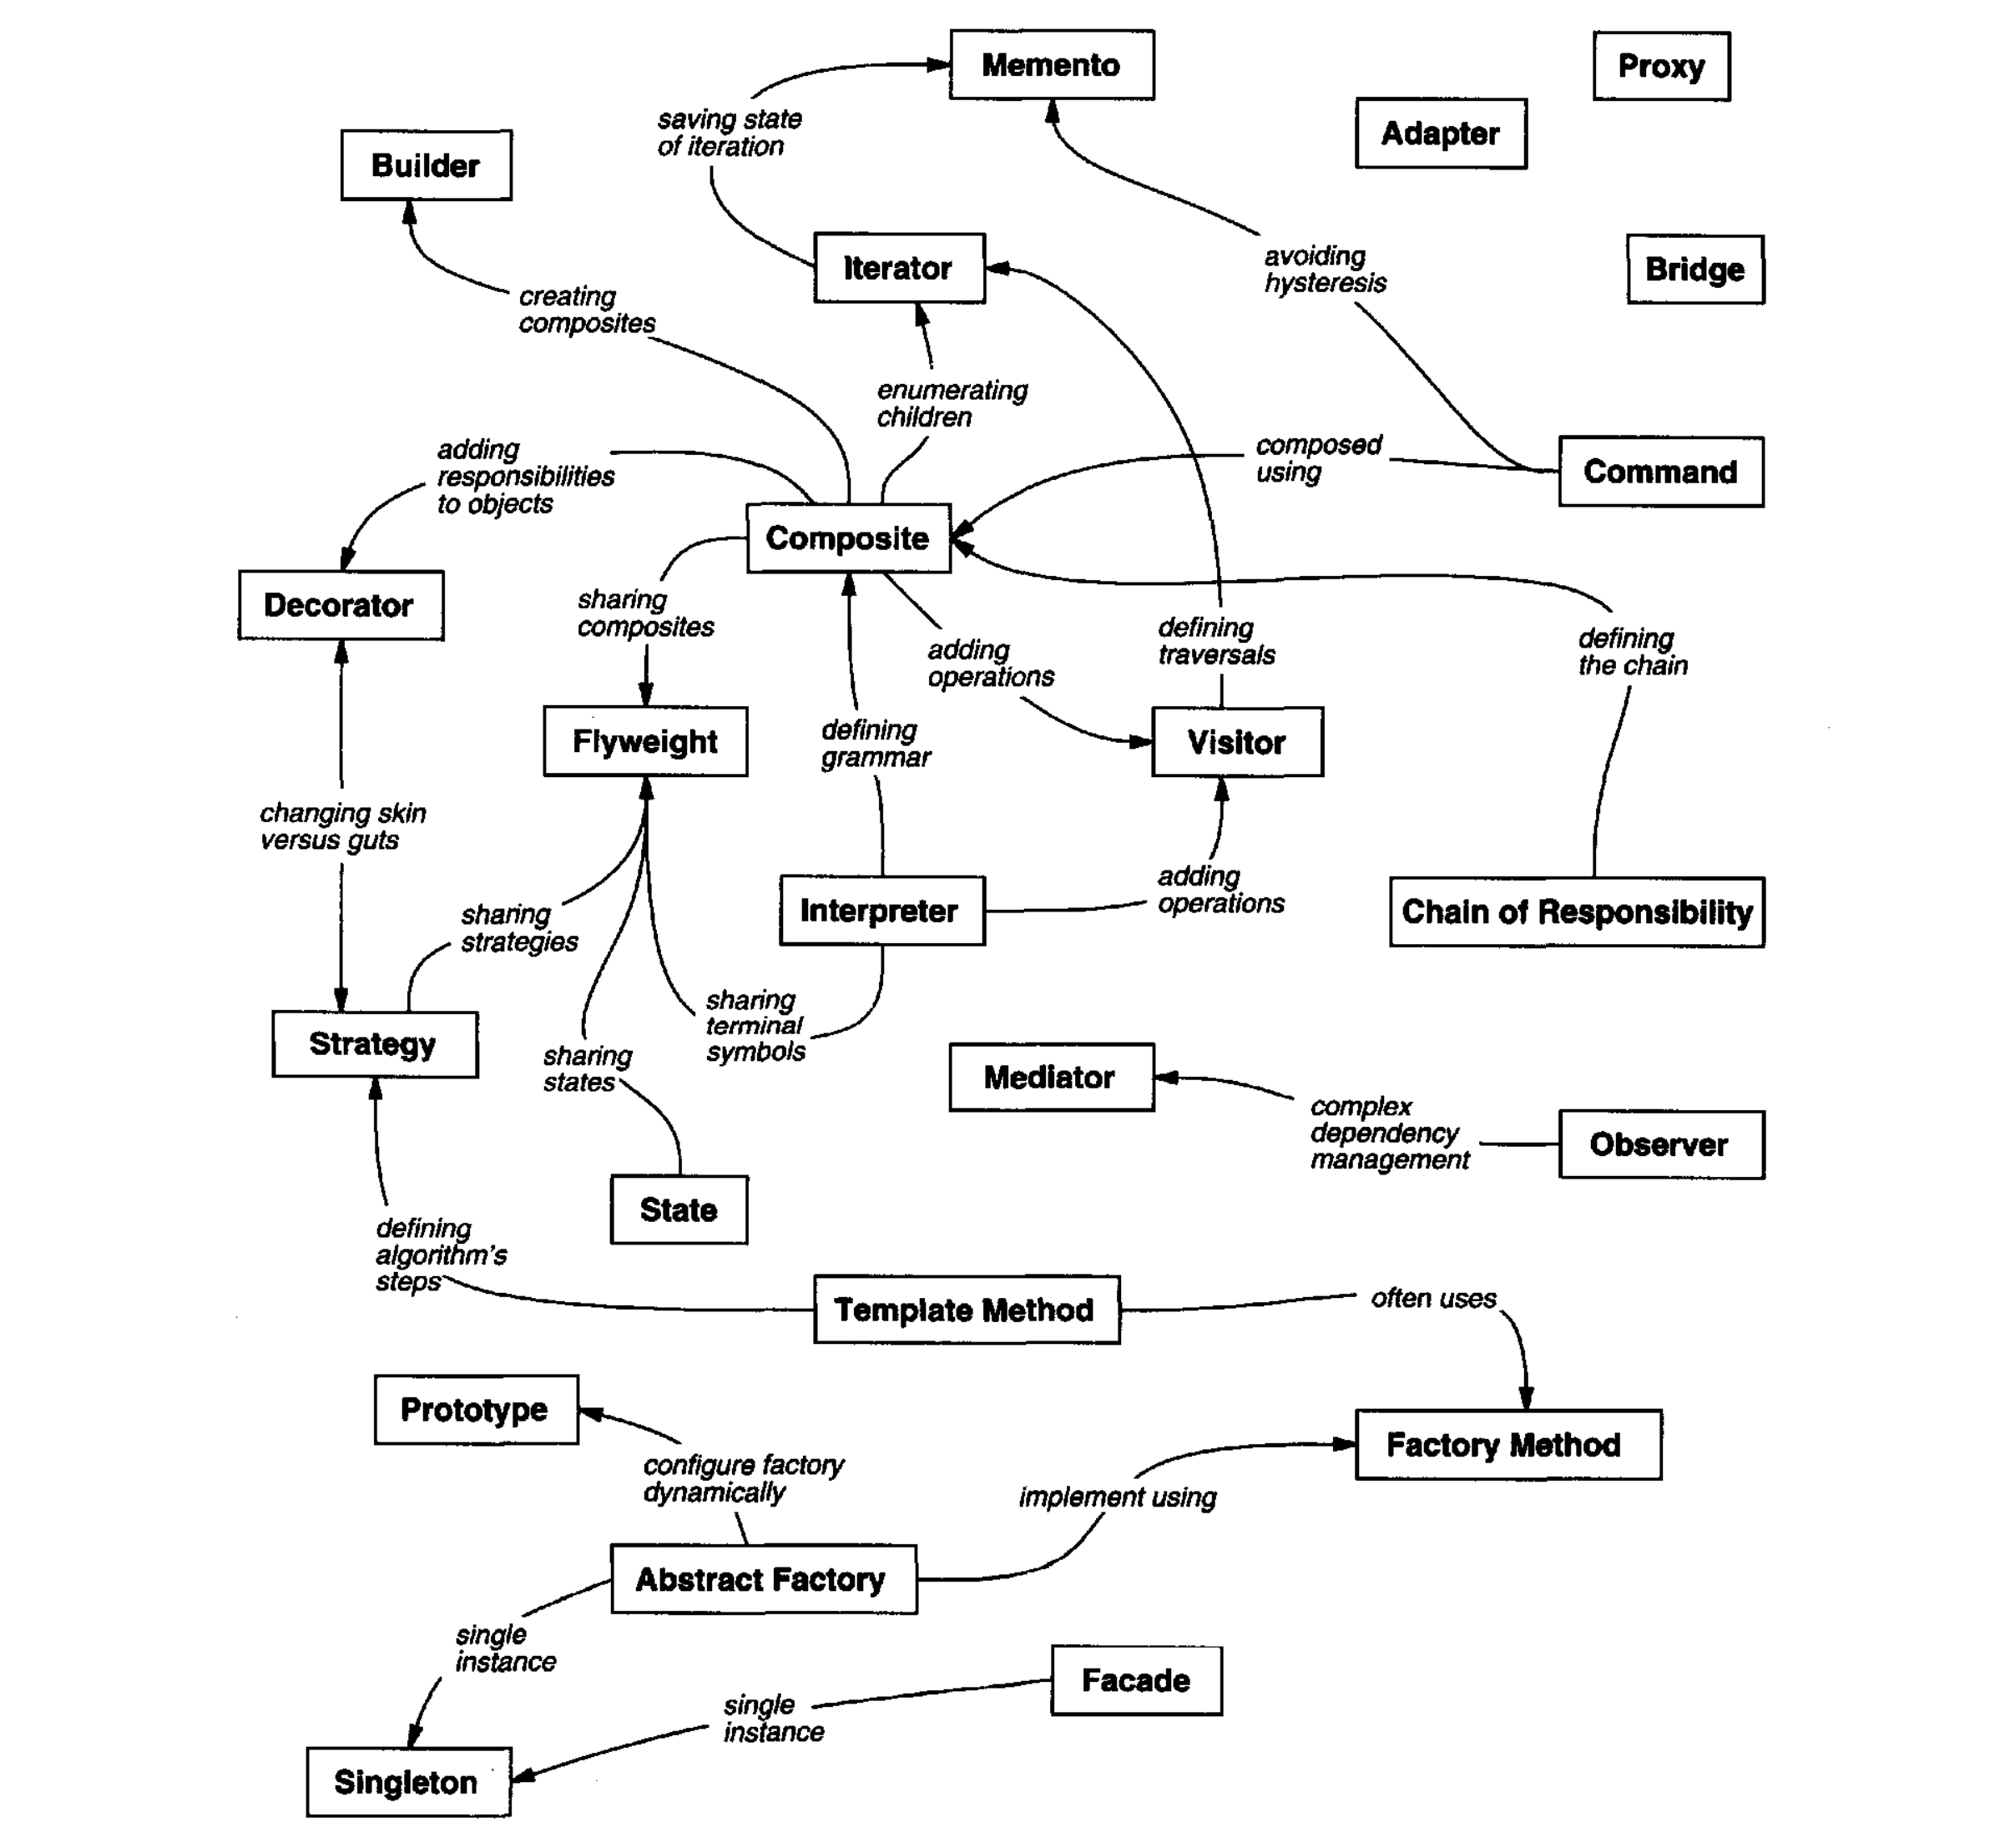 Memento
Proxy
Adapter
saving state
of iteration
Builder
Iterator
avoiding
hysteresis
Bridge
creating
composites
enumerating
children
adding
responsibilities
to objects
composed
using
Command
Composite
Decorator
sharing
composites
adding
operations
defining
traversals
defining
the chain
Flyweight
defining
grammar
Visitor
changing skin
versus guts
sharing
strategies
Interpreter
adding
operations
Chain of Responsibility
Strategy
sharing
terminal
symbols
sharing
states
Mediator
complex
dependency
management
Observer
State
defining
algorithm's
steps
Template Method
often uses
Prototype
Factory Method
configure factory
dynamically
implement using
Abstract Factory
single
instance
Facade
single
instance
Singleton